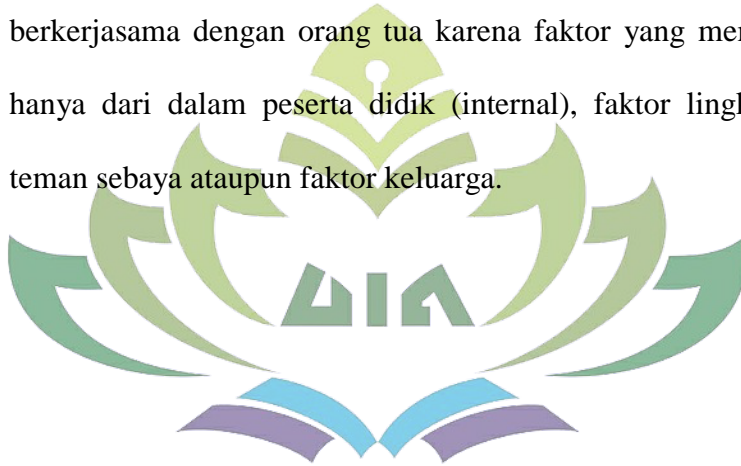 berkerjasama dengan orang tua karena faktor yang
hanya dari dalam peserta didik (internal), faktor
teman sebaya ataupun faktor keluarga.
UIN